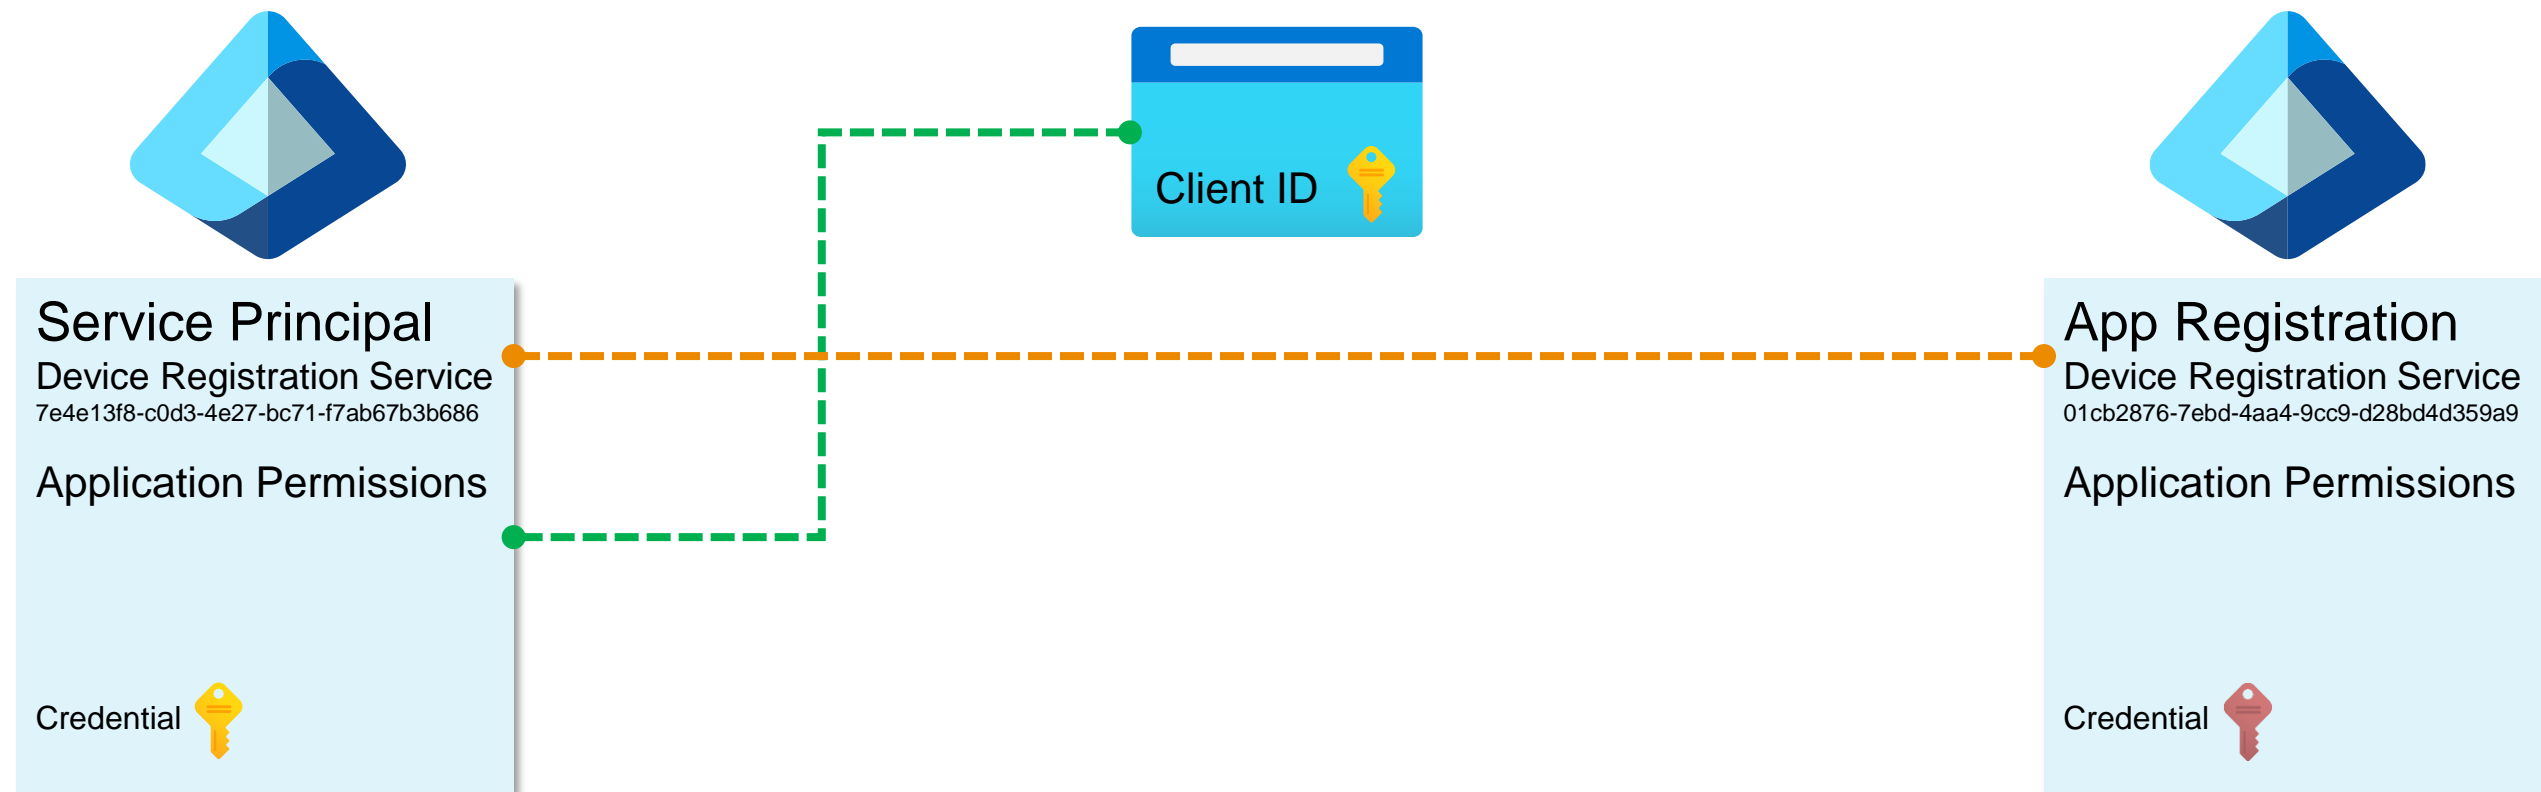 Client ID
Service Principal
Device Registration Service
7e4e13f8-c0d3-4e27-bc71-f7ab67b3b686
Application Permissions
Credential
App Registration
Device Registration Service
01cb2876-7ebd-4aa4-9cc9-d28bd4d359a9
Application Permissions
Credential